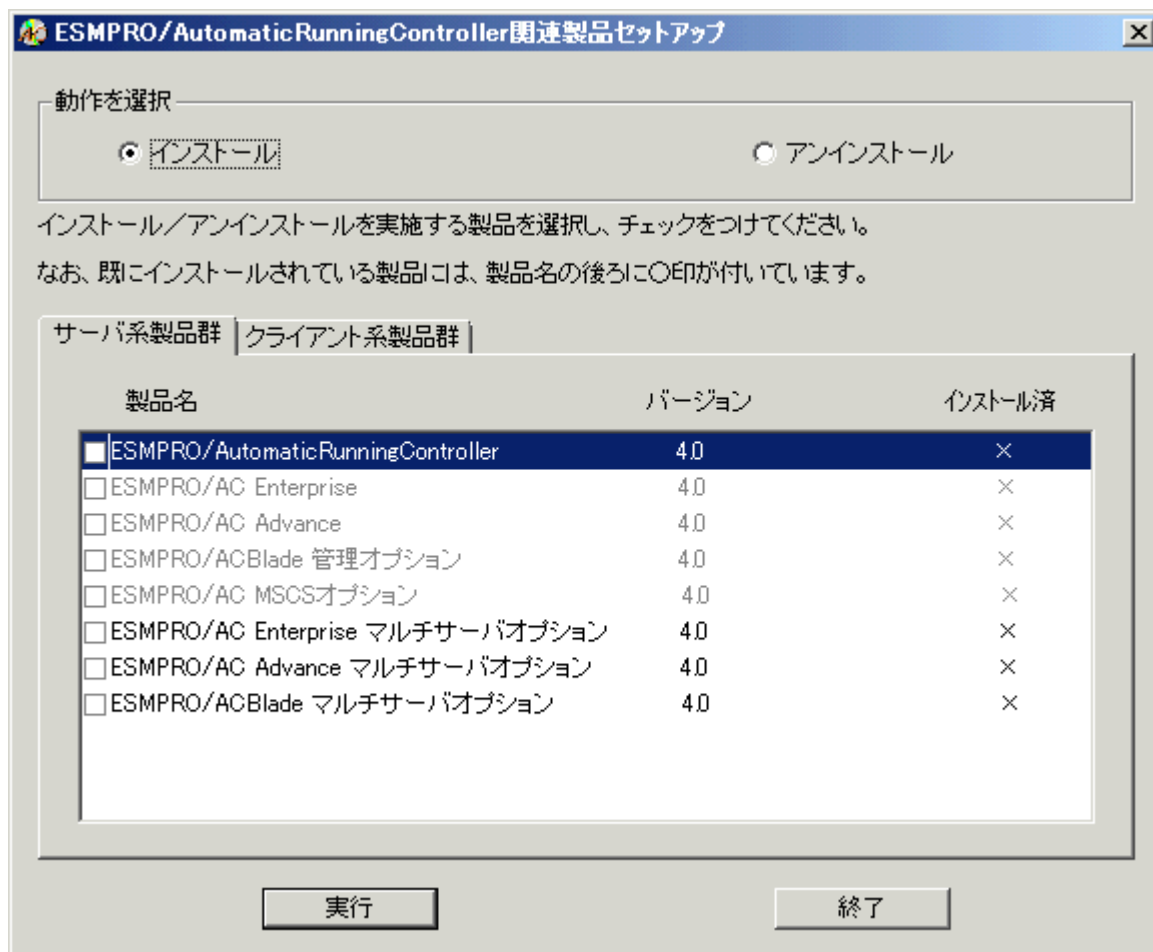 ESMPRO/AutomaticRunningController関連製品セットアップ
動作を選択
インストール アンインストール
インストール／アンインストールを実施する製品を選択し、チェックをつけてください。
なお、既にインストールされている製品には、製品名の後ろに〇印が付いています。
サーバ系製品群 クライアント系製品群
製品名 バージョン インストール済
ESMPRO/AutomaticRunningController 4.0 ×
ESMPRO/AC Enterprise 4.0 ×
ESMPRO/AC Advance 4.0 ×
ESMPRO/ACBlade 管理オプション 4.0 ×
ESMPRO/AC MSCSオプション 4.0 ×
ESMPRO/AC Enterprise マルチサーバオプション 4.0 ×
ESMPRO/AC Advance マルチサーバオプション 4.0 ×
ESMPRO/ACBlade マルチサーバオプション 4.0 ×
実行 終了